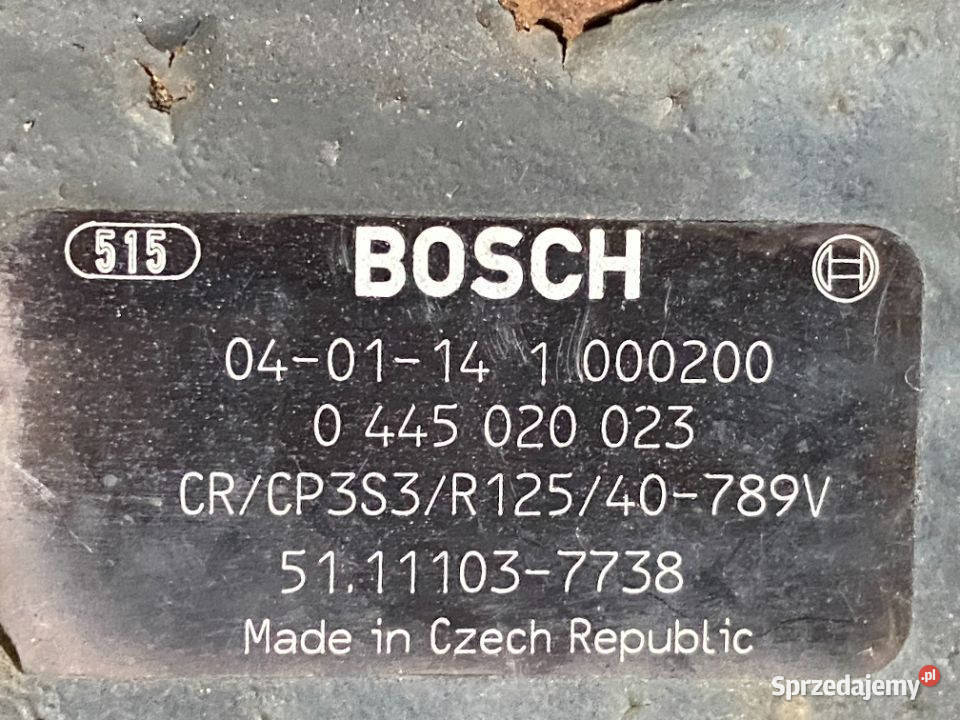 515 BOSCH
04-01-14 1 000200
0 445 020 023
CR/CP3S3/R125/40-789V
51.11103-7738
Made in Czech Republic
Sprzedajemy.pl